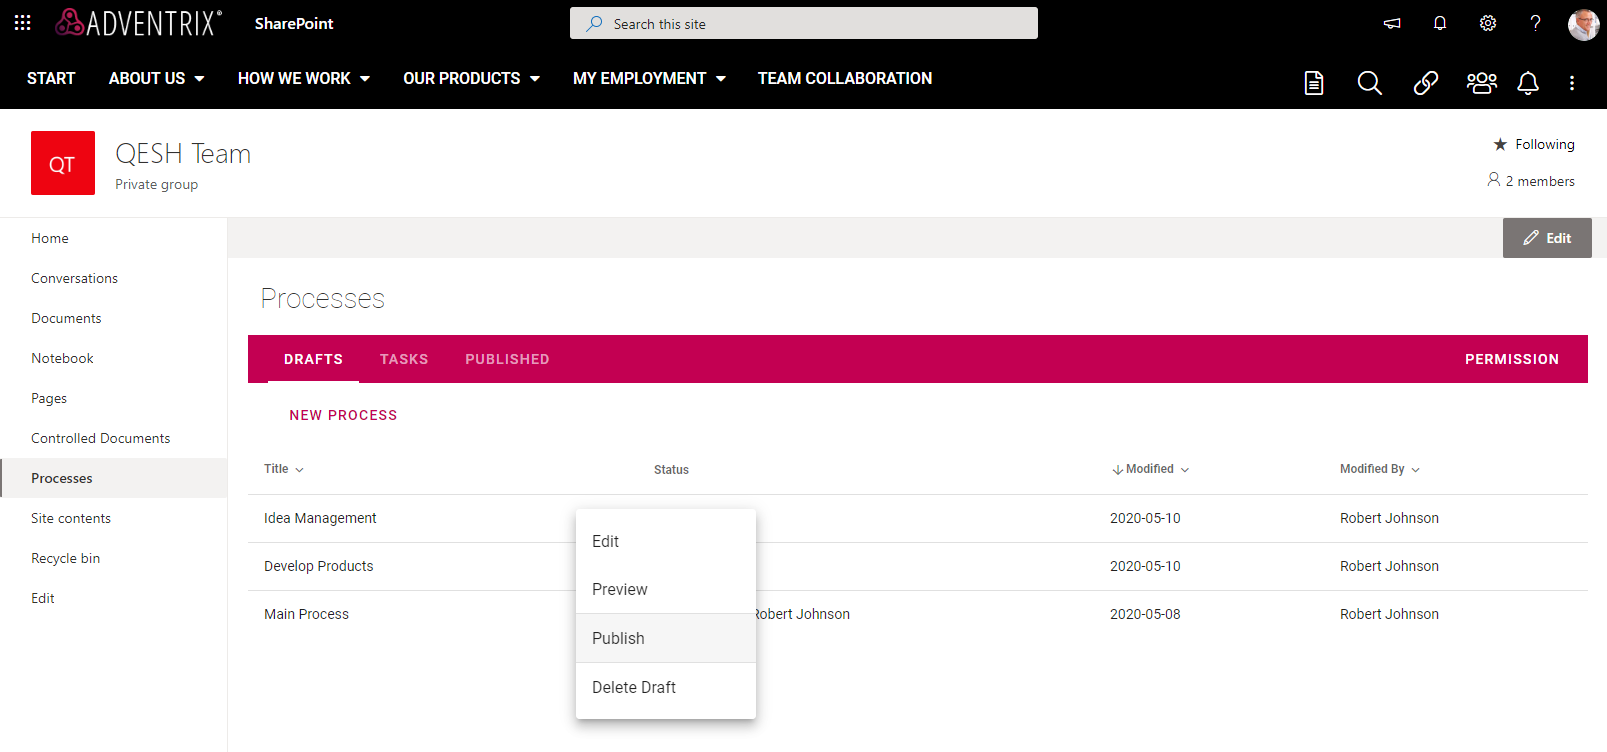 ADVENTRIX®
SharePoint
Search this site
START
ABOUT US
HOW WE WORK
OUR PRODUCTS
MY EMPLOYMENT
TEAM COLLABORATION
QT
QESH Team
Private group
Following
2 members
Home
Conversations
Documents
Notebook
Pages
Controlled Documents
Processes
Site contents
Recycle bin
Edit
Edit
Processes
DRAFTS
TASKS
PUBLISHED
PERMISSION
NEW PROCESS
Title
Status
Modified
Modified By
Idea Management
2020-05-10
Robert Johnson
Develop Products
2020-05-10
Robert Johnson
Main Process
Robert Johnson
2020-05-08
Robert Johnson
Edit
Preview
Publish
Delete Draft